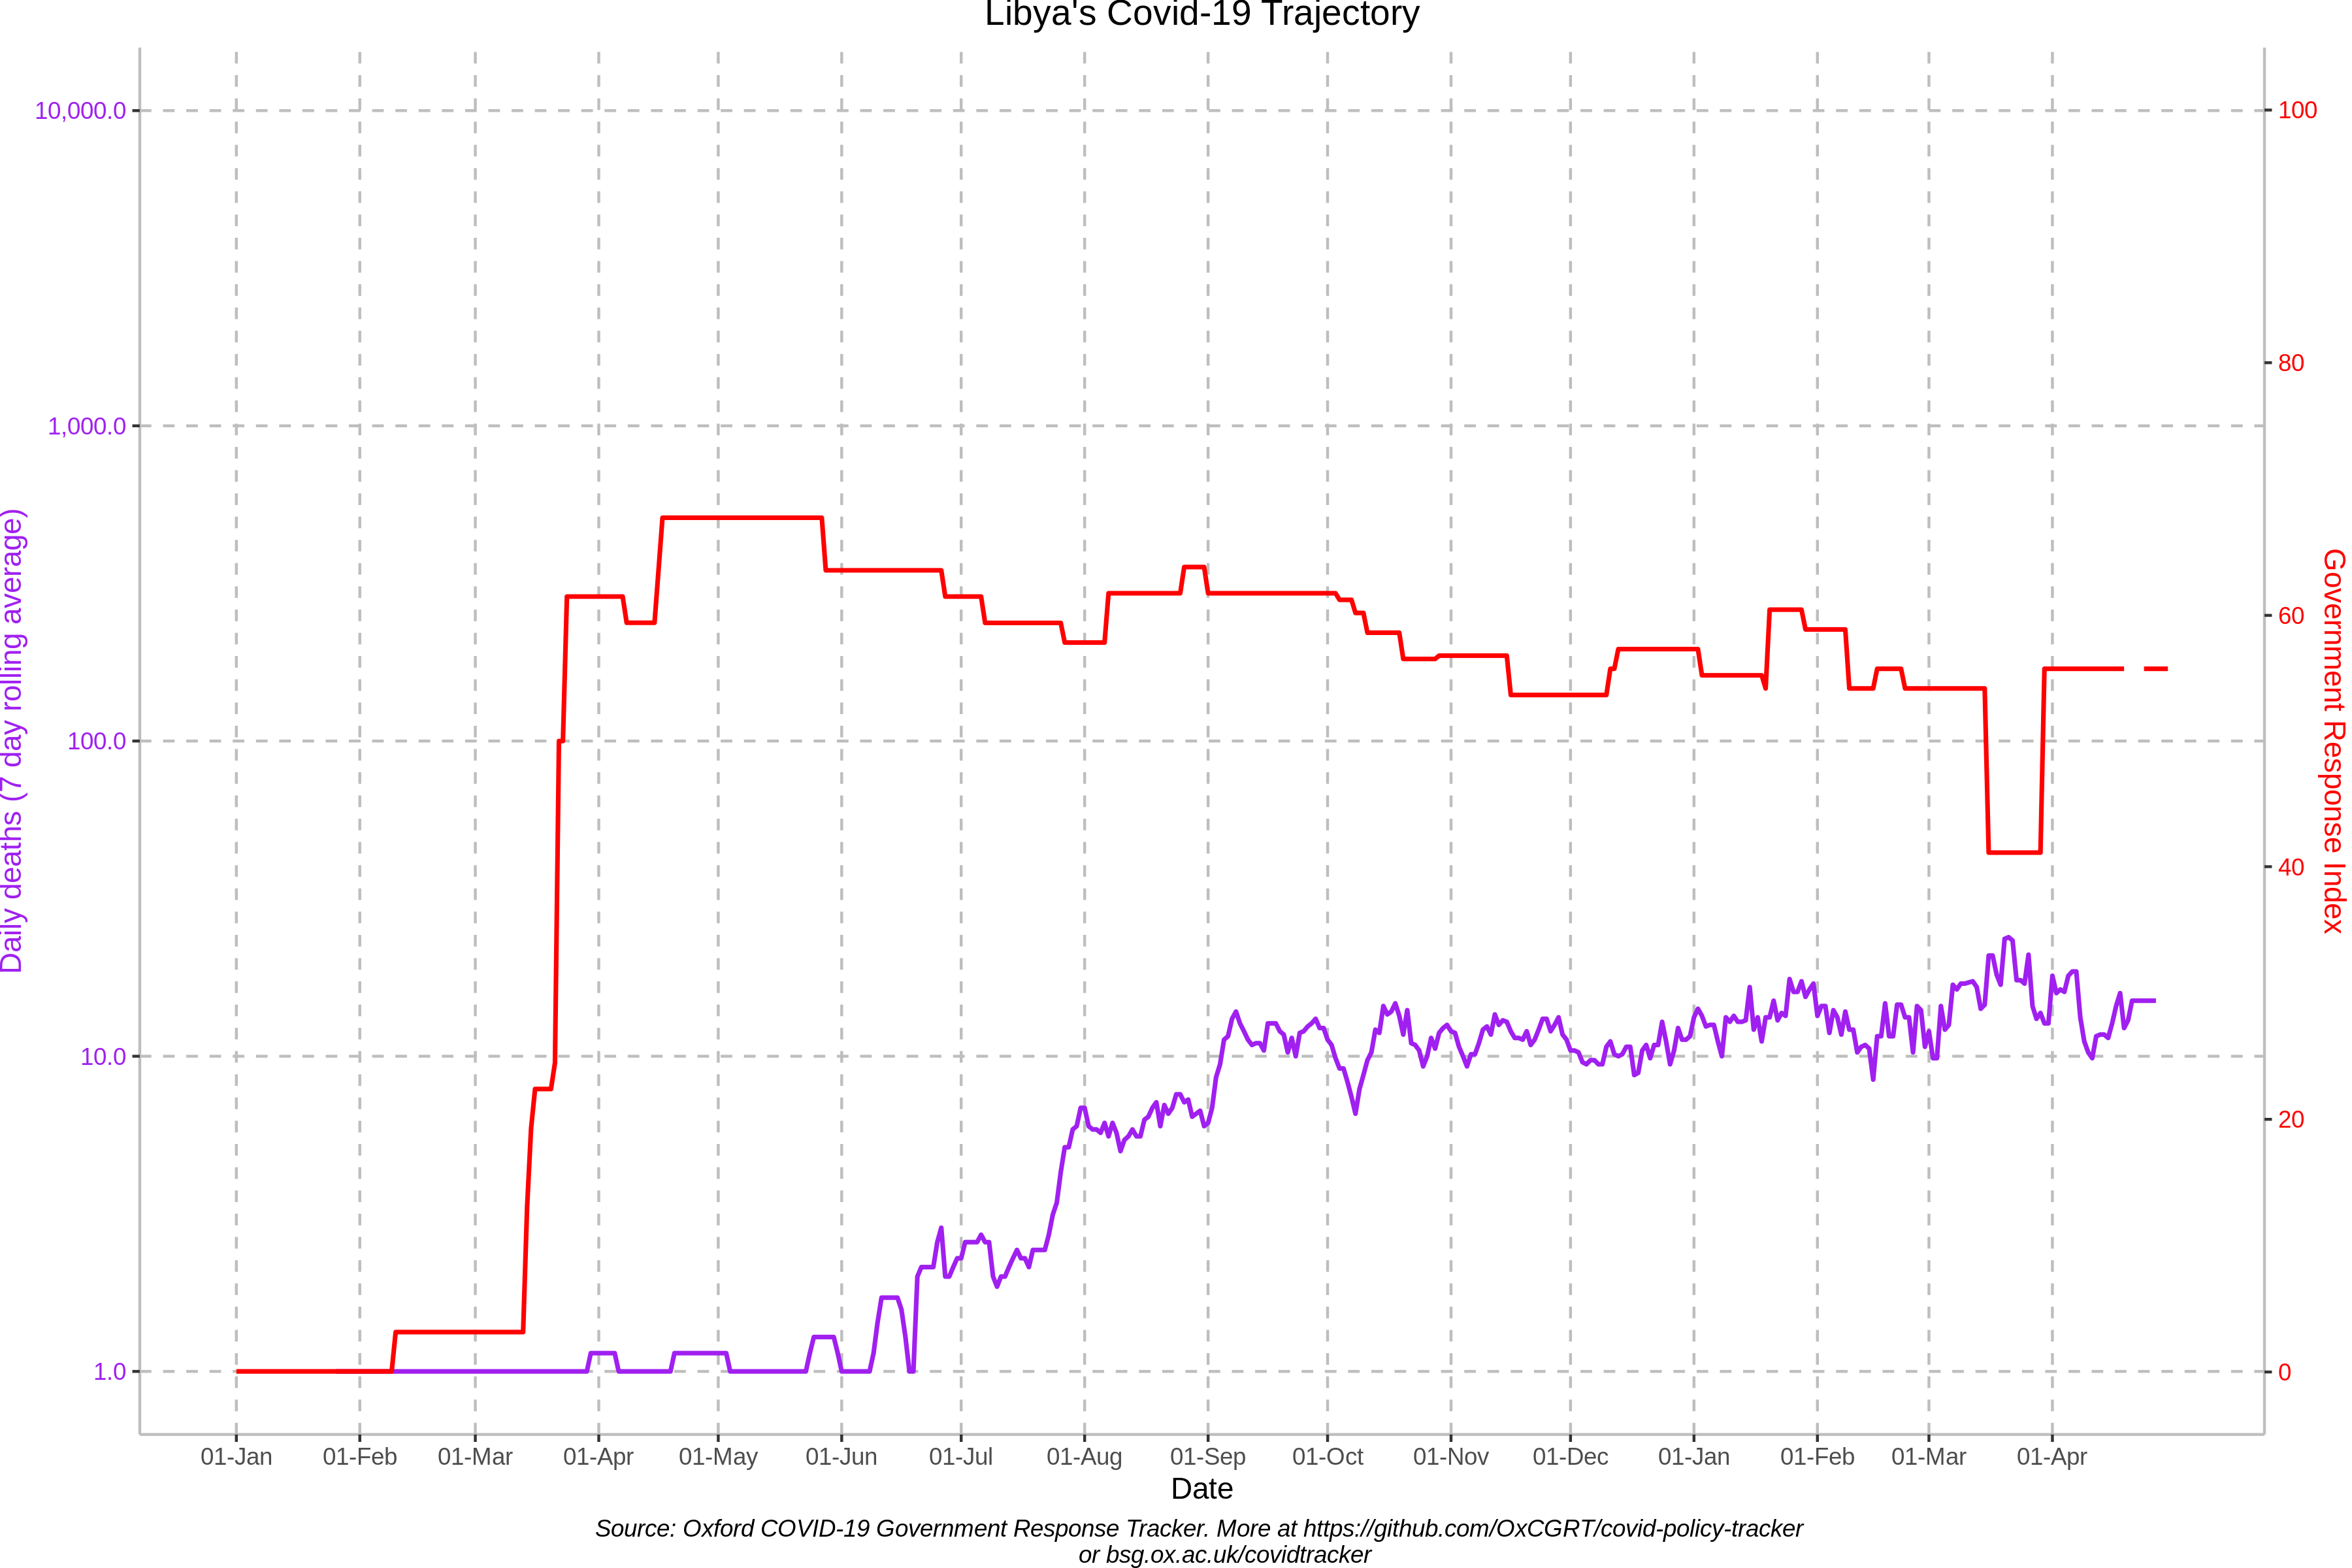 Libya's Covid-19 Trajectory
10,000.0
1,000.0
100.0
10.0
1.0
Daily deaths (7 day rolling average)
100
80
60
40
20
0
Government Response Index
01-Jan 01-Feb 01-Mar 01-Apr 01-May 01-Jun 01-Jul 01-Aug 01-Sep 01-Oct 01-Nov 01-Dec 01-Jan 01-Feb 01-Mar 01-Apr
Date
Source: Oxford COVID-19 Government Response Tracker. More at https://github.com/OxCGRT/covid-policy-tracker
or bsg.ox.ac.uk/covidtracker